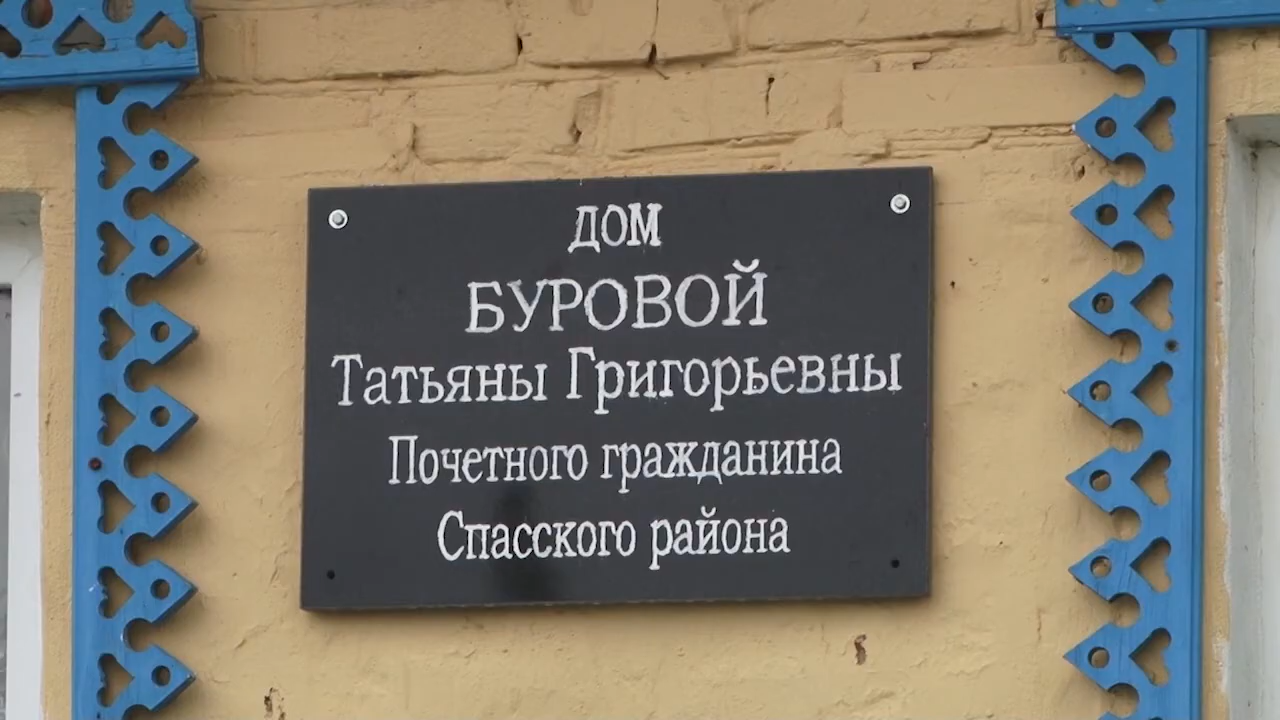 ДОМ
БУРОВОЙ
Татьяны Григорьевны
Почетного гражданина
Спасского района